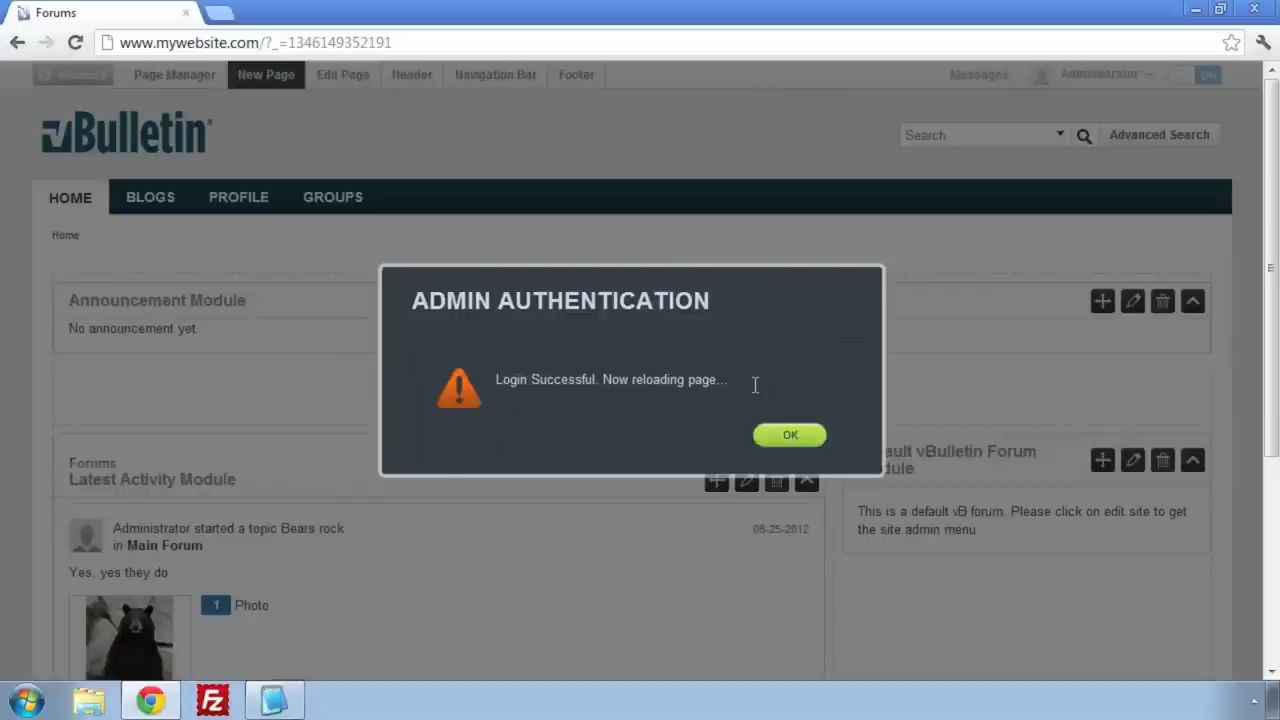 Forums
www.mywebsite.com/?_=1346149352191
Page Manager
New Page
Edit Page
Header
Navigation Bar
Footer
Messages
Administrator
On
vBulletin
Search
Advanced Search
HOME
BLOGS
PROFILE
GROUPS
Home
Announcement Module
No announcement yet.
ADMIN AUTHENTICATION
Login Successful. Now reloading page...
OK
Forums
Latest Activity Module
Administrator started a topic Bears rock
in Main Forum
08-25-2012
Yes, yes they do
1 Photo
ault vBulletin Forum
dule
This is a default vB forum. Please click on edit site to get
the site admin menu.
Fz